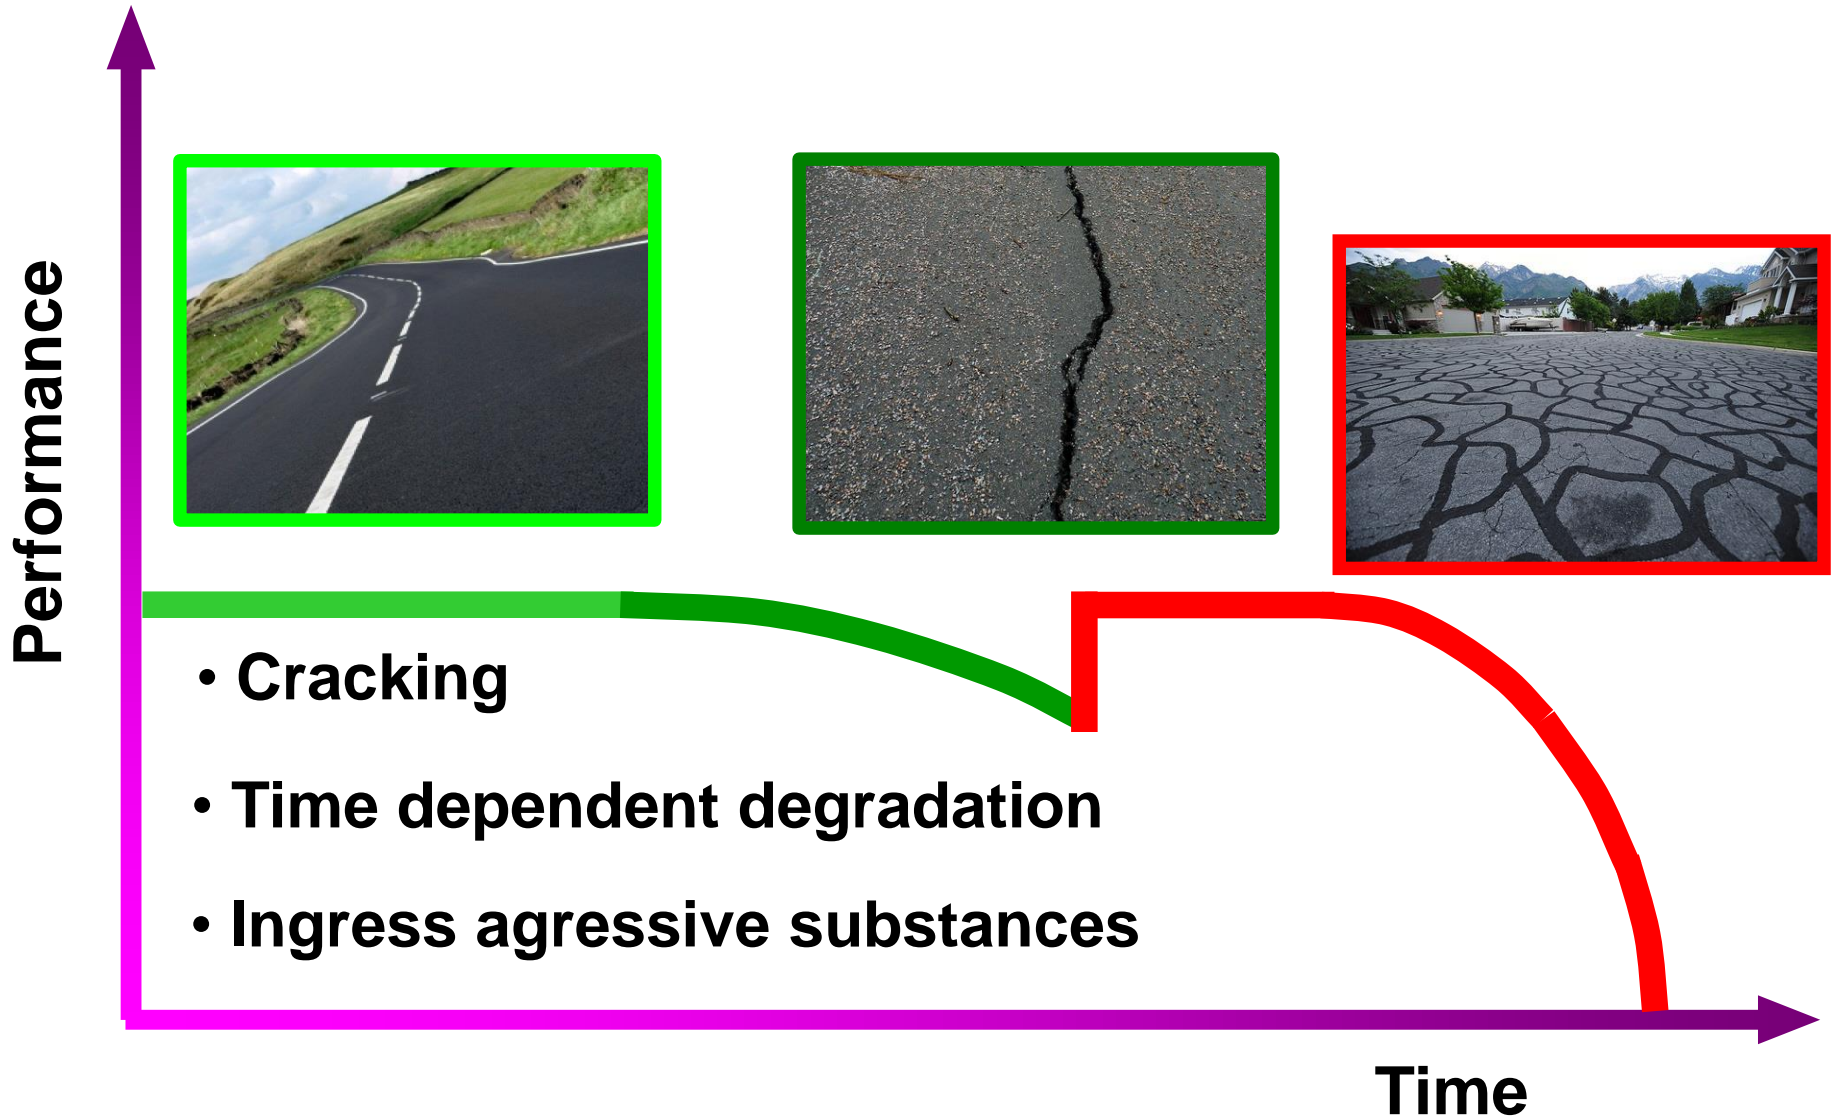 Performance
• Cracking
• Time dependent degradation
• Ingress agressive substances
Time